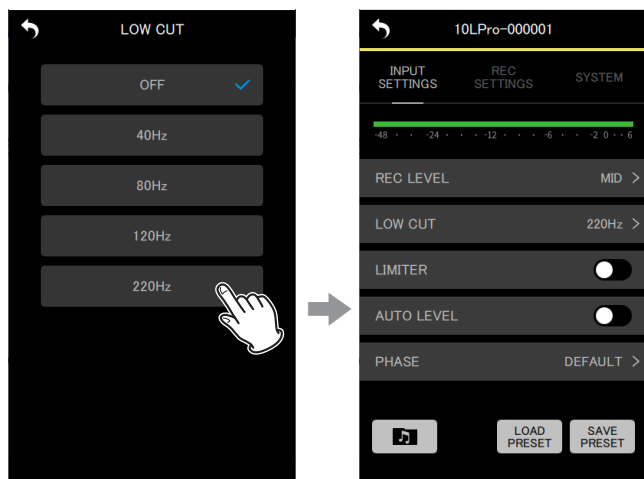 LOW CUT
OFF
40Hz
80Hz
120Hz
220Hz
10LPro-000001
INPUT
SETTINGS
REC
SETTINGS
SYSTEM
-48 · · -24 · · -12 · · · -6 · · -2 0 · · 6
REC LEVEL MID >
LOW CUT 220Hz >
LIMITER
AUTO LEVEL
PHASE DEFAULT >
LOAD
PRESET
SAVE
PRESET